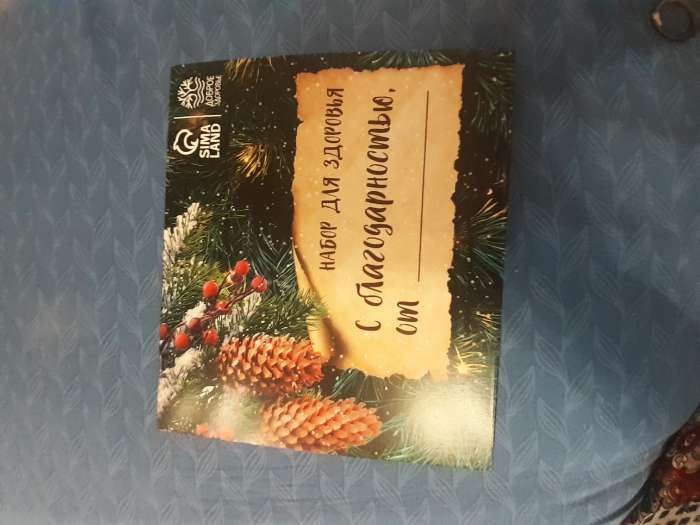 SIMA
LAND
ДОБРОЕ
ЗДОРОВЬЕ
НАБОР ДЛЯ ЗДОРОВЬЯ
С благодарностью,
от